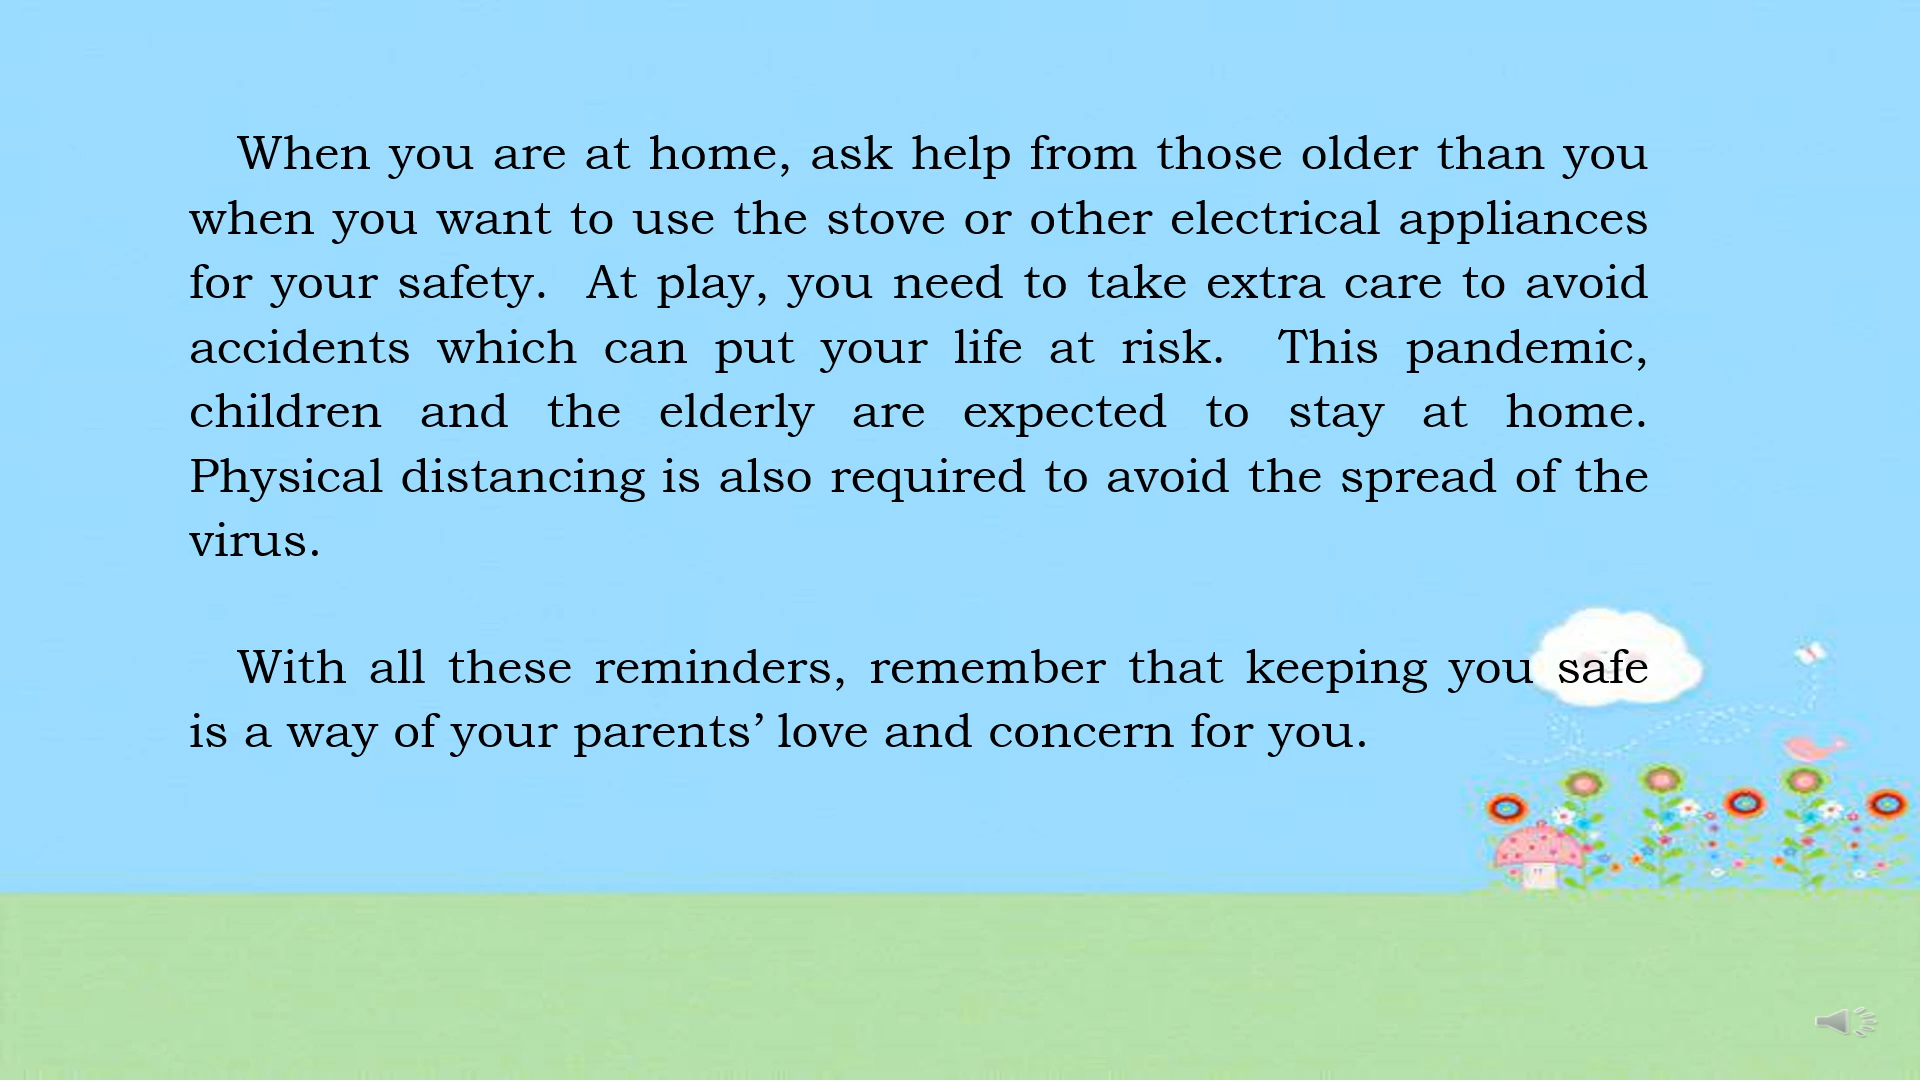 When you are at home, ask help from those older than you
when you want to use the stove or other electrical appliances
for your safety.  At play, you need to take extra care to avoid
accidents which can put your life at risk.  This pandemic,
children and the elderly are expected to stay at home.
Physical distancing is also required to avoid the spread of the
virus.
With all these reminders, remember that keeping you safe
is a way of your parents’ love and concern for you.